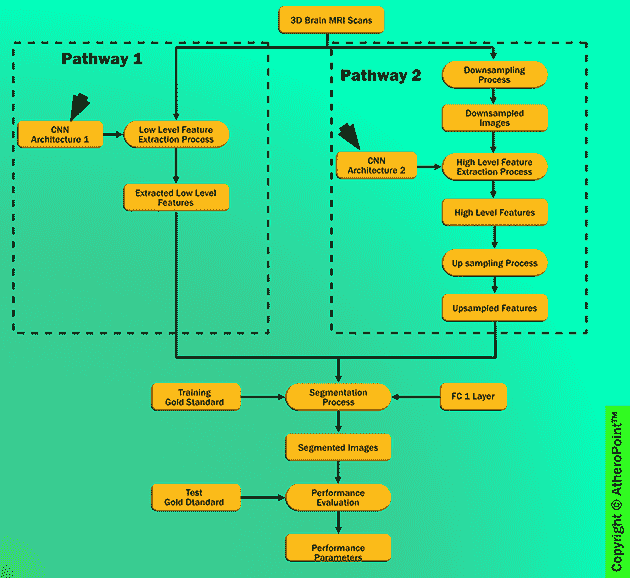 3D Brain MRI Scans
Pathway 1
CNN
Architecture 1
Low Level Feature
Extraction Process
Extracted Low Level
Features
Pathway 2
Downsampling
Process
Downsampled
Images
CNN
Architecture 2
High Level Feature
Extraction Process
High Level Features
Up sampling Process
Upsampled Features
Training
Gold Standard
Segmentation
Process
FC 1 Layer
Segmented Images
Test
Gold Dtandard
Performance
Evaluation
Performance
Parameters
Copyright © AtheroPoint™